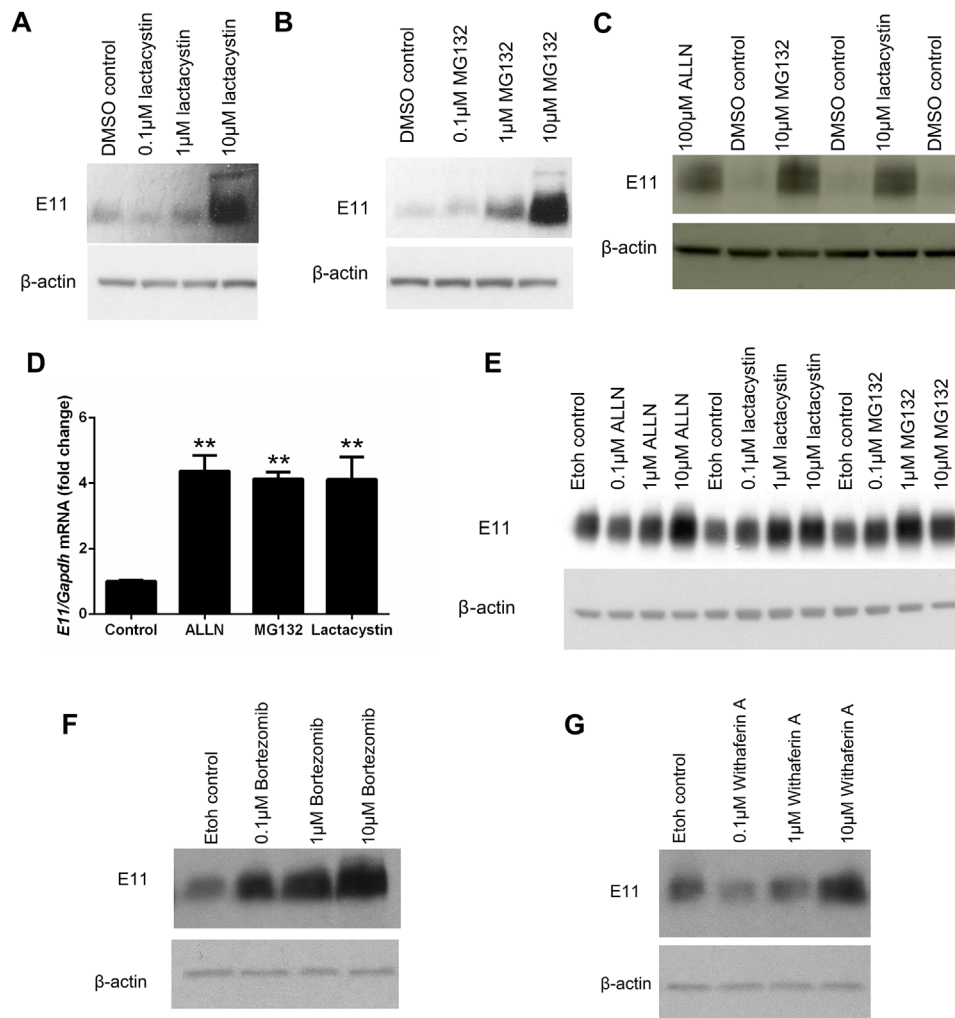 A
DMSO control
0.1µM lactacystin
1µM lactacystin
10µM lactacystin
E11
β-actin
B
DMSO control
0.1µM MG132
1µM MG132
10µM MG132
E11
β-actin
C
100µM ALLN
DMSO control
10µM MG132
DMSO control
10µM lactacystin
DMSO control
E11
β-actin
D
E11/Gapdh mRNA (fold change)
6
4
2
0
**
**
**
Control
ALLN
MG132
Lactacystin
E
Etoh control
0.1µM ALLN
1µM ALLN
10µM ALLN
Etoh control
0.1µM lactacystin
1µM lactacystin
10µM lactacystin
Etoh control
0.1µM MG132
1µM MG132
10µM MG132
E11
β-actin
F
Etoh control
0.1µM Bortezomib
1µM Bortezomib
10µM Bortezomib
E11
β-actin
G
Etoh control
0.1µM Withaferin A
1µM Withaferin A
10µM Withaferin A
E11
β-actin